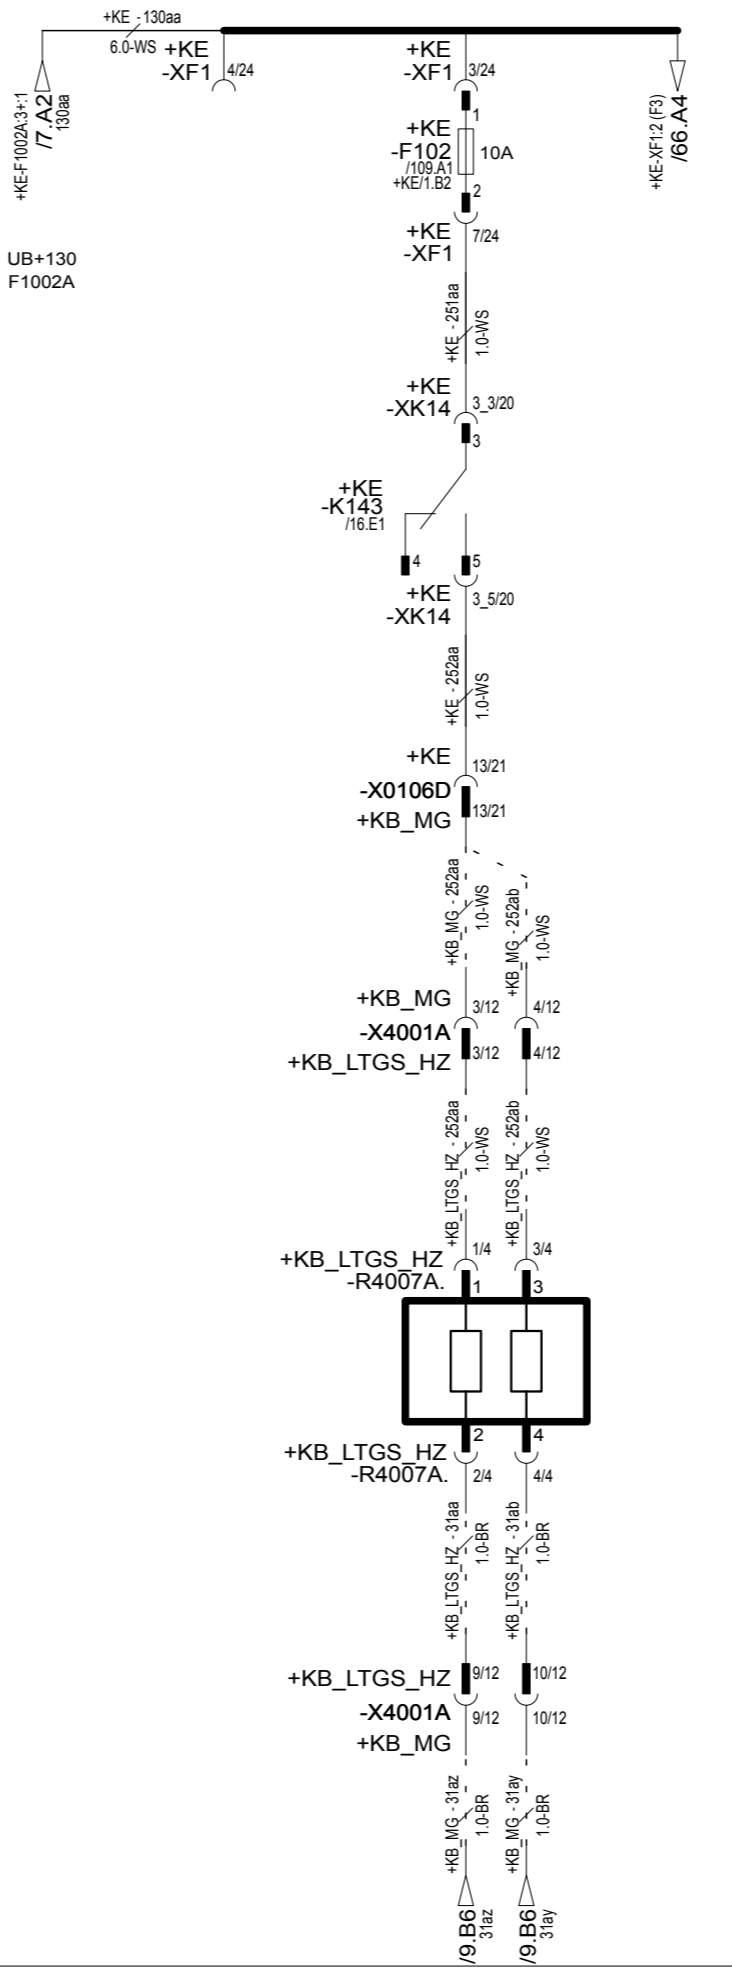 +KE - 130aa
6.0-WS
+KE
-XF1
4/24
+KE
-XF1
3/24
+KE-F1002A:3+:1
/7.A2
130aa
+KE-XF1:2 (F3)
/66.A4
1
+KE
-F102
/109.A1
+KE/1.B2
10A
2
+KE
-XF1
7/24
UB+130
F1002A
+KE - 251aa
1.0-WS
+KE
-XK14
3_3/20
3
+KE
-K143
/16.E1
4
5
+KE
-XK14
3_5/20
+KE - 252aa
1.0-WS
+KE
13/21
-X0106D
13/21
+KB_MG
+KB_MG - 252aa
1.0-WS
+KB_MG - 252ab
1.0-WS
+KB_MG
3/12
4/12
-X4001A
3/12
4/12
+KB_LTGS_HZ
+KB_LTGS_HZ - 252aa
1.0-WS
+KB_LTGS_HZ - 252ab
1.0-WS
+KB_LTGS_HZ
1/4
3/4
-R4007A.
1
3
2
4
+KB_LTGS_HZ
-R4007A.
2/4
4/4
+KB_LTGS_HZ - 31aa
1.0-BR
+KB_LTGS_HZ - 31ab
1.0-BR
+KB_LTGS_HZ
9/12
10/12
-X4001A
9/12
10/12
+KB_MG
+KB_MG - 31az
1.0-BR
+KB_MG - 31ay
1.0-BR
/9.B6
31az
/9.B6
31ay